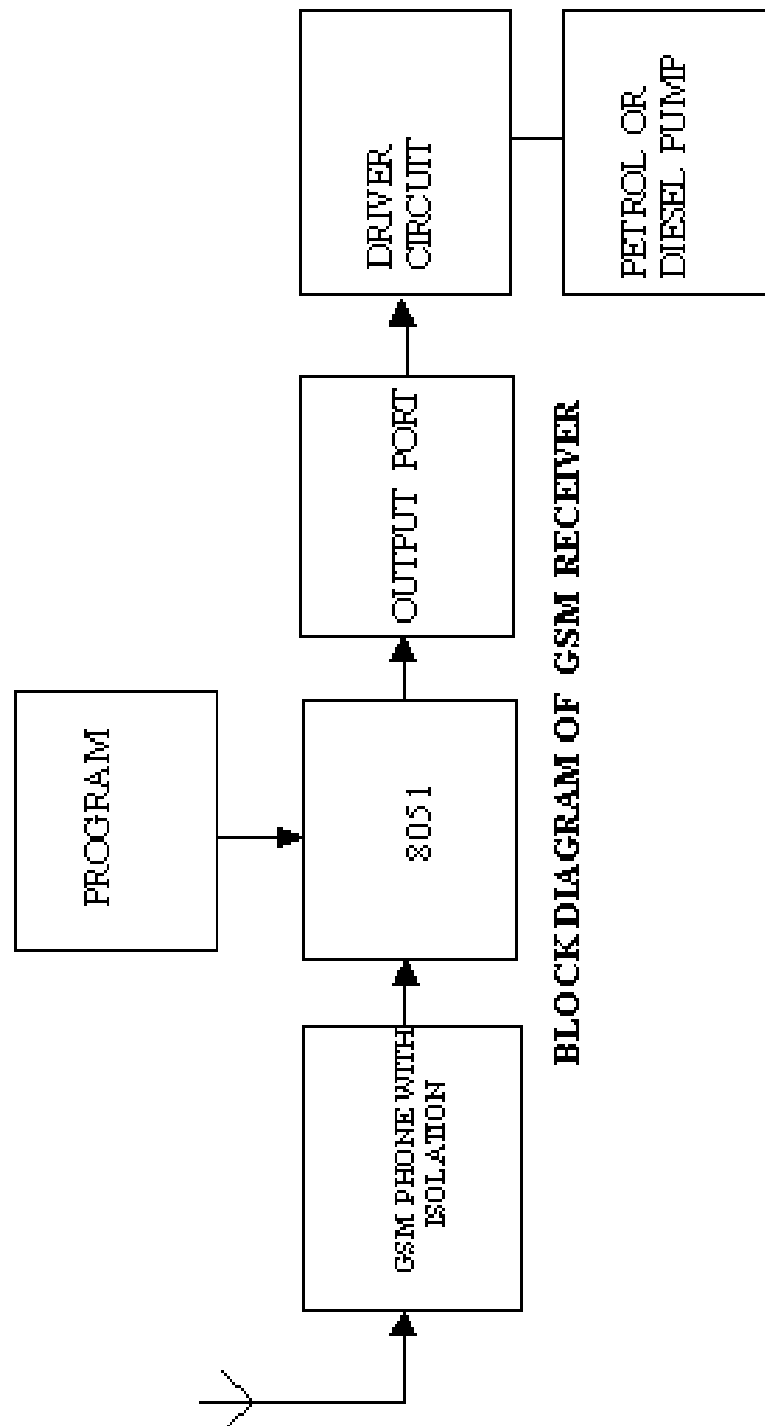 PROGRAM
GSM PHONE WITH
ISOLATION
8051
OUTPUT PORT
DRIVER
CIRCUIT
PETROL OR
DIESEL PUMP
BLOCK DIAGRAM OF GSM RECEIVER